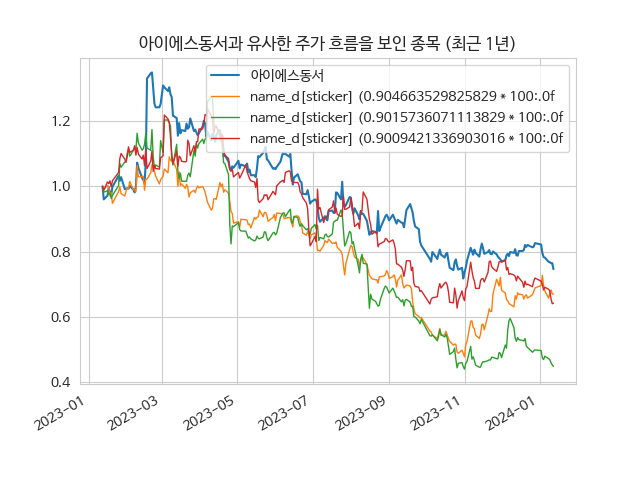 아이에스동서과 유사한 주가 흐름을 보인 종목 (최근 1년)
아이에스동서
name_d[sticker] (0.904663529825829 * 100:.0f
name_d[sticker] (0.9015736071113829 * 100:.0f
name_d[sticker] (0.9009421336903016 * 100:.0f
1.2
1.0
0.8
0.6
0.4
2023-01
2023-03
2023-05
2023-07
2023-09
2023-11
2024-01